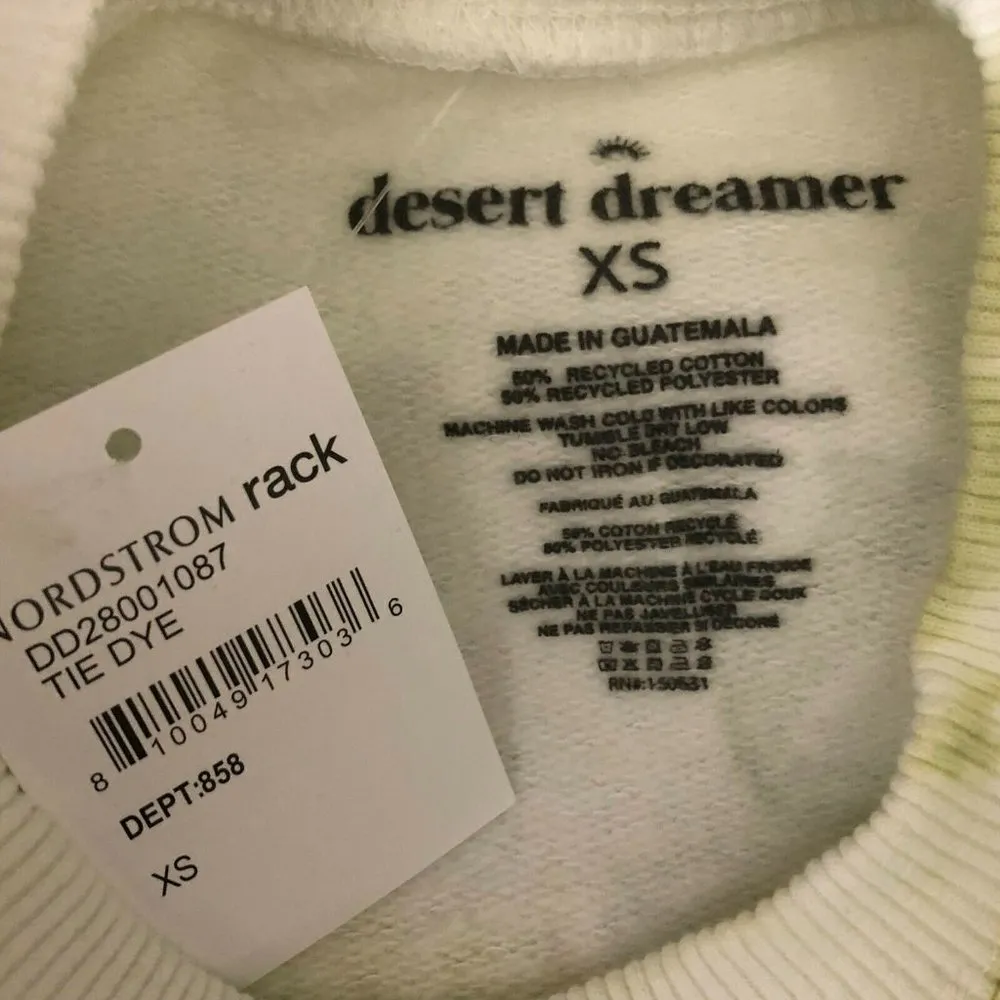 desert dreamer
XS
MADE IN GUATEMALA
50% RECYCLED COTTON
50% RECYCLED POLYESTER
MACHINE WASH COLD WITH LIKE COLORS
TUMBLE DRY LOW
NO BLEACH
DO NOT IRON IF DECORATED
FABRIQUÉ AU GUATEMALA
50% COTON RECYCLÉ
50% POLYESTER RECYCLÉ
LAVER À LA MACHINE À L'EAU FROIDE
AVEC COULEURS SIMILAIRES
SÉCHER À LA MACHINE CYCLE DOUX
NE PAS JAVELLISER
NE PAS REPASSER SI DÉCORÉ
RN#:150531
NORDSTROM rack
DD28001087
TIE DYE
8 10049 17303 6
DEPT:858
XS